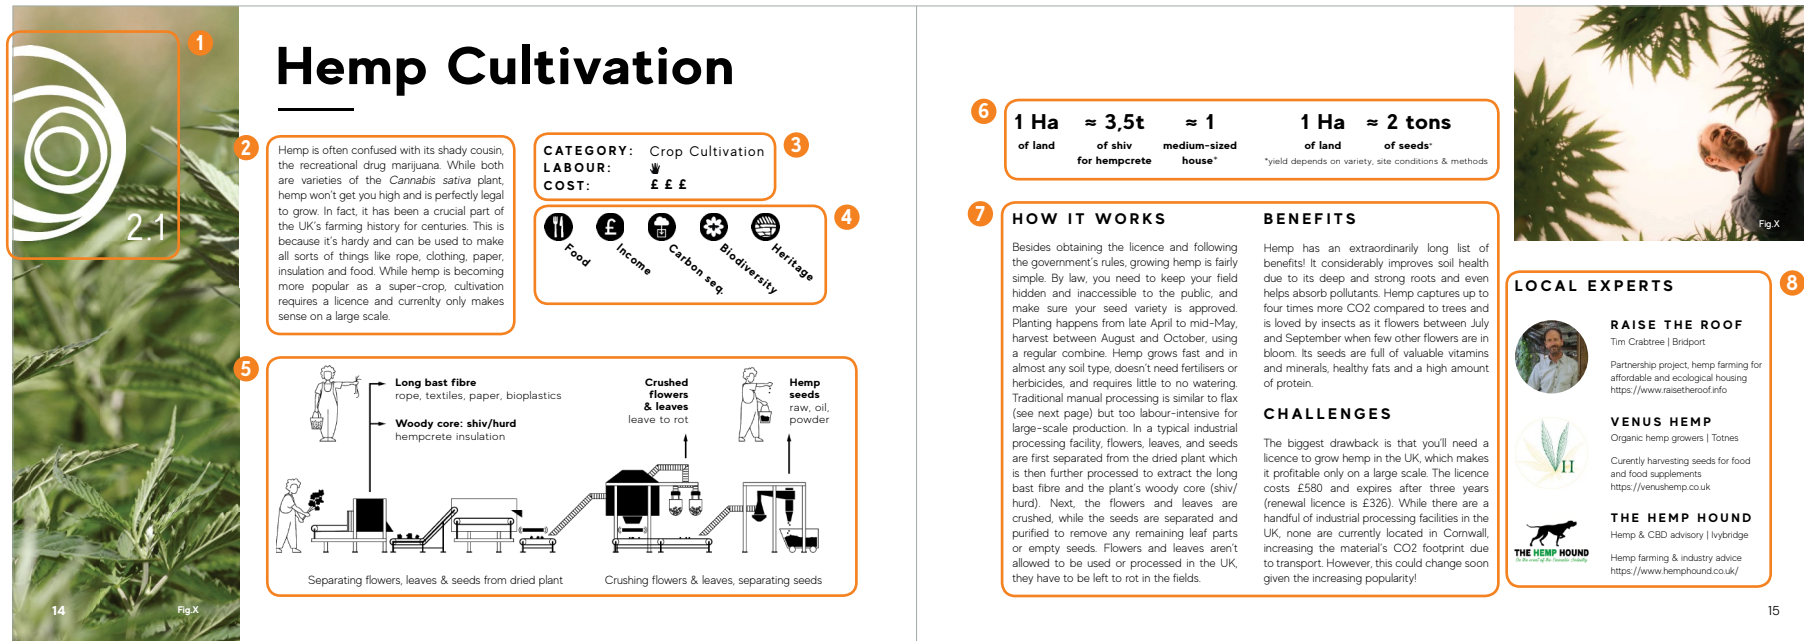 1
2.1
14
Fig.X
Hemp Cultivation
2
Hemp is often confused with its shady cousin,
the recreational drug marijuana. While both
are varieties of the Cannabis sativa plant,
hemp won't get you high and is perfectly legal
to grow. In fact, it has been a crucial part of
the UK's farming history for centuries. This is
because it's hardy and can be used to make
all sorts of things like rope, clothing, paper,
insulation and food. While hemp is becoming
more popular as a super-crop, cultivation
requires a licence and currenlty only makes
sense on a large scale.
3
CATEGORY: Crop Cultivation
LABOUR:
COST: £ £ £
4
£
Food
Income
Carbon seq.
Biodiversity
Heritage
5
Long bast fibre
rope, textiles, paper, bioplastics
Woody core: shiv/hurd
hempcrete insulation
Crushed
flowers
& leaves
leave to rot
Hemp
seeds
raw, oil,
powder
Separating flowers, leaves & seeds from dried plant
Crushing flowers & leaves, separating seeds
6
1 Ha ≈ 3,5t ≈ 1
of land of shiv medium-sized
for hempcrete house*
1 Ha ≈ 2 tons
of land of seeds*
*yield depends on variety, site conditions & methods
7
HOW IT WORKS
Besides obtaining the licence and following
the government's rules, growing hemp is fairly
simple. By law, you need to keep your field
hidden and inaccessible to the public, and
make sure your seed variety is approved.
Planting happens from late April to mid-May,
harvest between August and October, using
a regular combine. Hemp grows fast and in
almost any soil type, doesn't need fertilisers or
herbicides, and requires little to no watering.
Traditional manual processing is similar to flax
(see next page) but too labour-intensive for
large-scale production. In a typical industrial
processing facility, flowers, leaves, and seeds
are first separated from the dried plant which
is then further processed to extract the long
bast fibre and the plant's woody core (shiv/
hurd). Next, the flowers and leaves are
crushed, while the seeds are separated and
purified to remove any remaining leaf parts
or empty seeds. Flowers and leaves aren't
allowed to be used or processed in the UK,
they have to be left to rot in the fields.
BENEFITS
Hemp has an extraordinarily long list of
benefits! It considerably improves soil health
due to its deep and strong roots and even
helps absorb pollutants. Hemp captures up to
four times more CO2 compared to trees and
is loved by insects as it flowers between July
and September when few other flowers are in
bloom. Its seeds are full of valuable vitamins
and minerals, healthy fats and a high amount
of protein.
CHALLENGES
The biggest drawback is that you'll need a
licence to grow hemp in the UK, which makes
it profitable only on a large scale. The licence
costs £580 and expires after three years
(renewal licence is £326). While there are a
handful of industrial processing facilities in the
UK, none are currently located in Cornwall,
increasing the material's CO2 footprint due
to transport. However, this could change soon
given the increasing popularity!
Fig.X
8
LOCAL EXPERTS
RAISE THE ROOF
Tim Crabtree | Bridport
Partnership project, hemp farming for
affordable and ecological housing
https://www.raisetheroof.info
VH
VENUS HEMP
Organic hemp growers | Totnes
Curently harvesting seeds for food
and food supplements
https://venushemp.co.uk
THE HEMP HOUND
THE HEMP HOUND
Hemp & CBD advisory | Ivybridge
Hemp farming & industry advice
https://www.hemphound.co.uk/
15